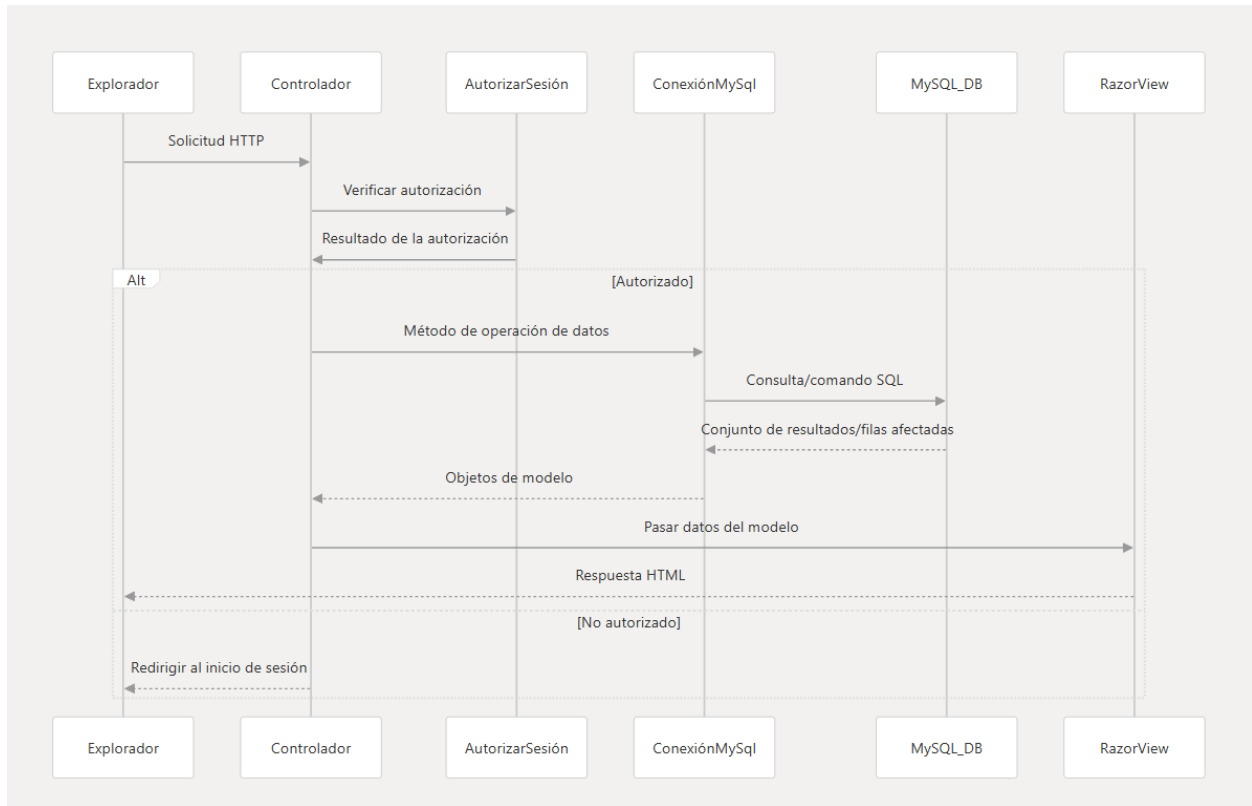 Explorador
Controlador
AutorizarSesión
ConexiónMySql
MySQL_DB
RazorView
Solicitud HTTP
Verificar autorización
Resultado de la autorización
Alt
[Autorizado]
Método de operación de datos
Consulta/comando SQL
Conjunto de resultados/filas afectadas
Objetos de modelo
Pasar datos del modelo
Respuesta HTML
[No autorizado]
Redirigir al inicio de sesión
Explorador
Controlador
AutorizarSesión
ConexiónMySql
MySQL_DB
RazorView